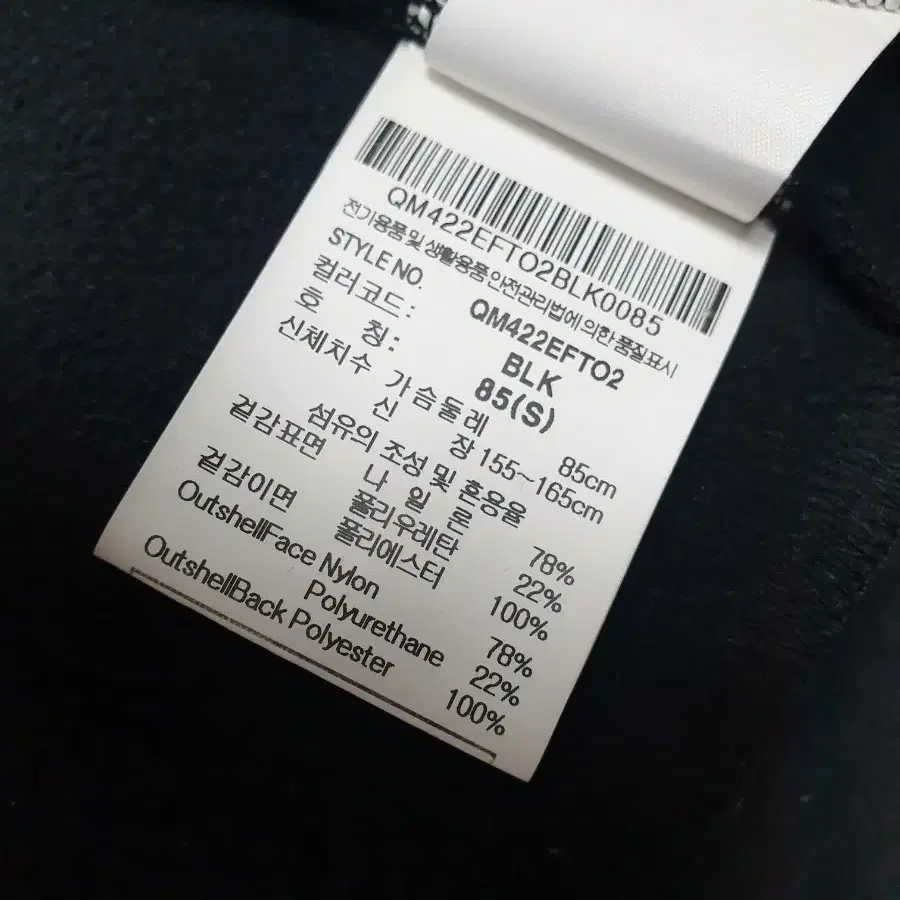 QM422EFTO2BLK0085
전기용품 및 생활용품 안전관리법에 의한 품질표시
STYLE NO. QM422EFTO2
컬러코드 : BLK
호 칭 : 85(S)
신체치수 가슴둘레 85cm
신 장 155~165cm
섬유의 조성 및 혼용율
겉감표면 나 일 론 78%
폴리우레탄 22%
겉감이면 폴리에스터 100%
OutshellFace Nylon 78%
Polyurethane 22%
OutshellBack Polyester 100%